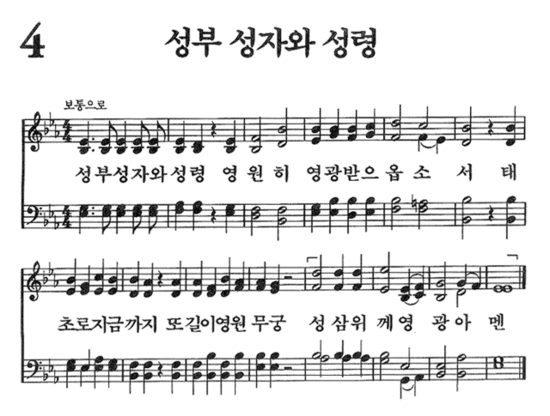 4 성부 성자와 성령
보통으로
성부성자와성령 영원히 영광받으옵소서 태
초로지금까지 또길이영원무궁 성삼위께영광아멘